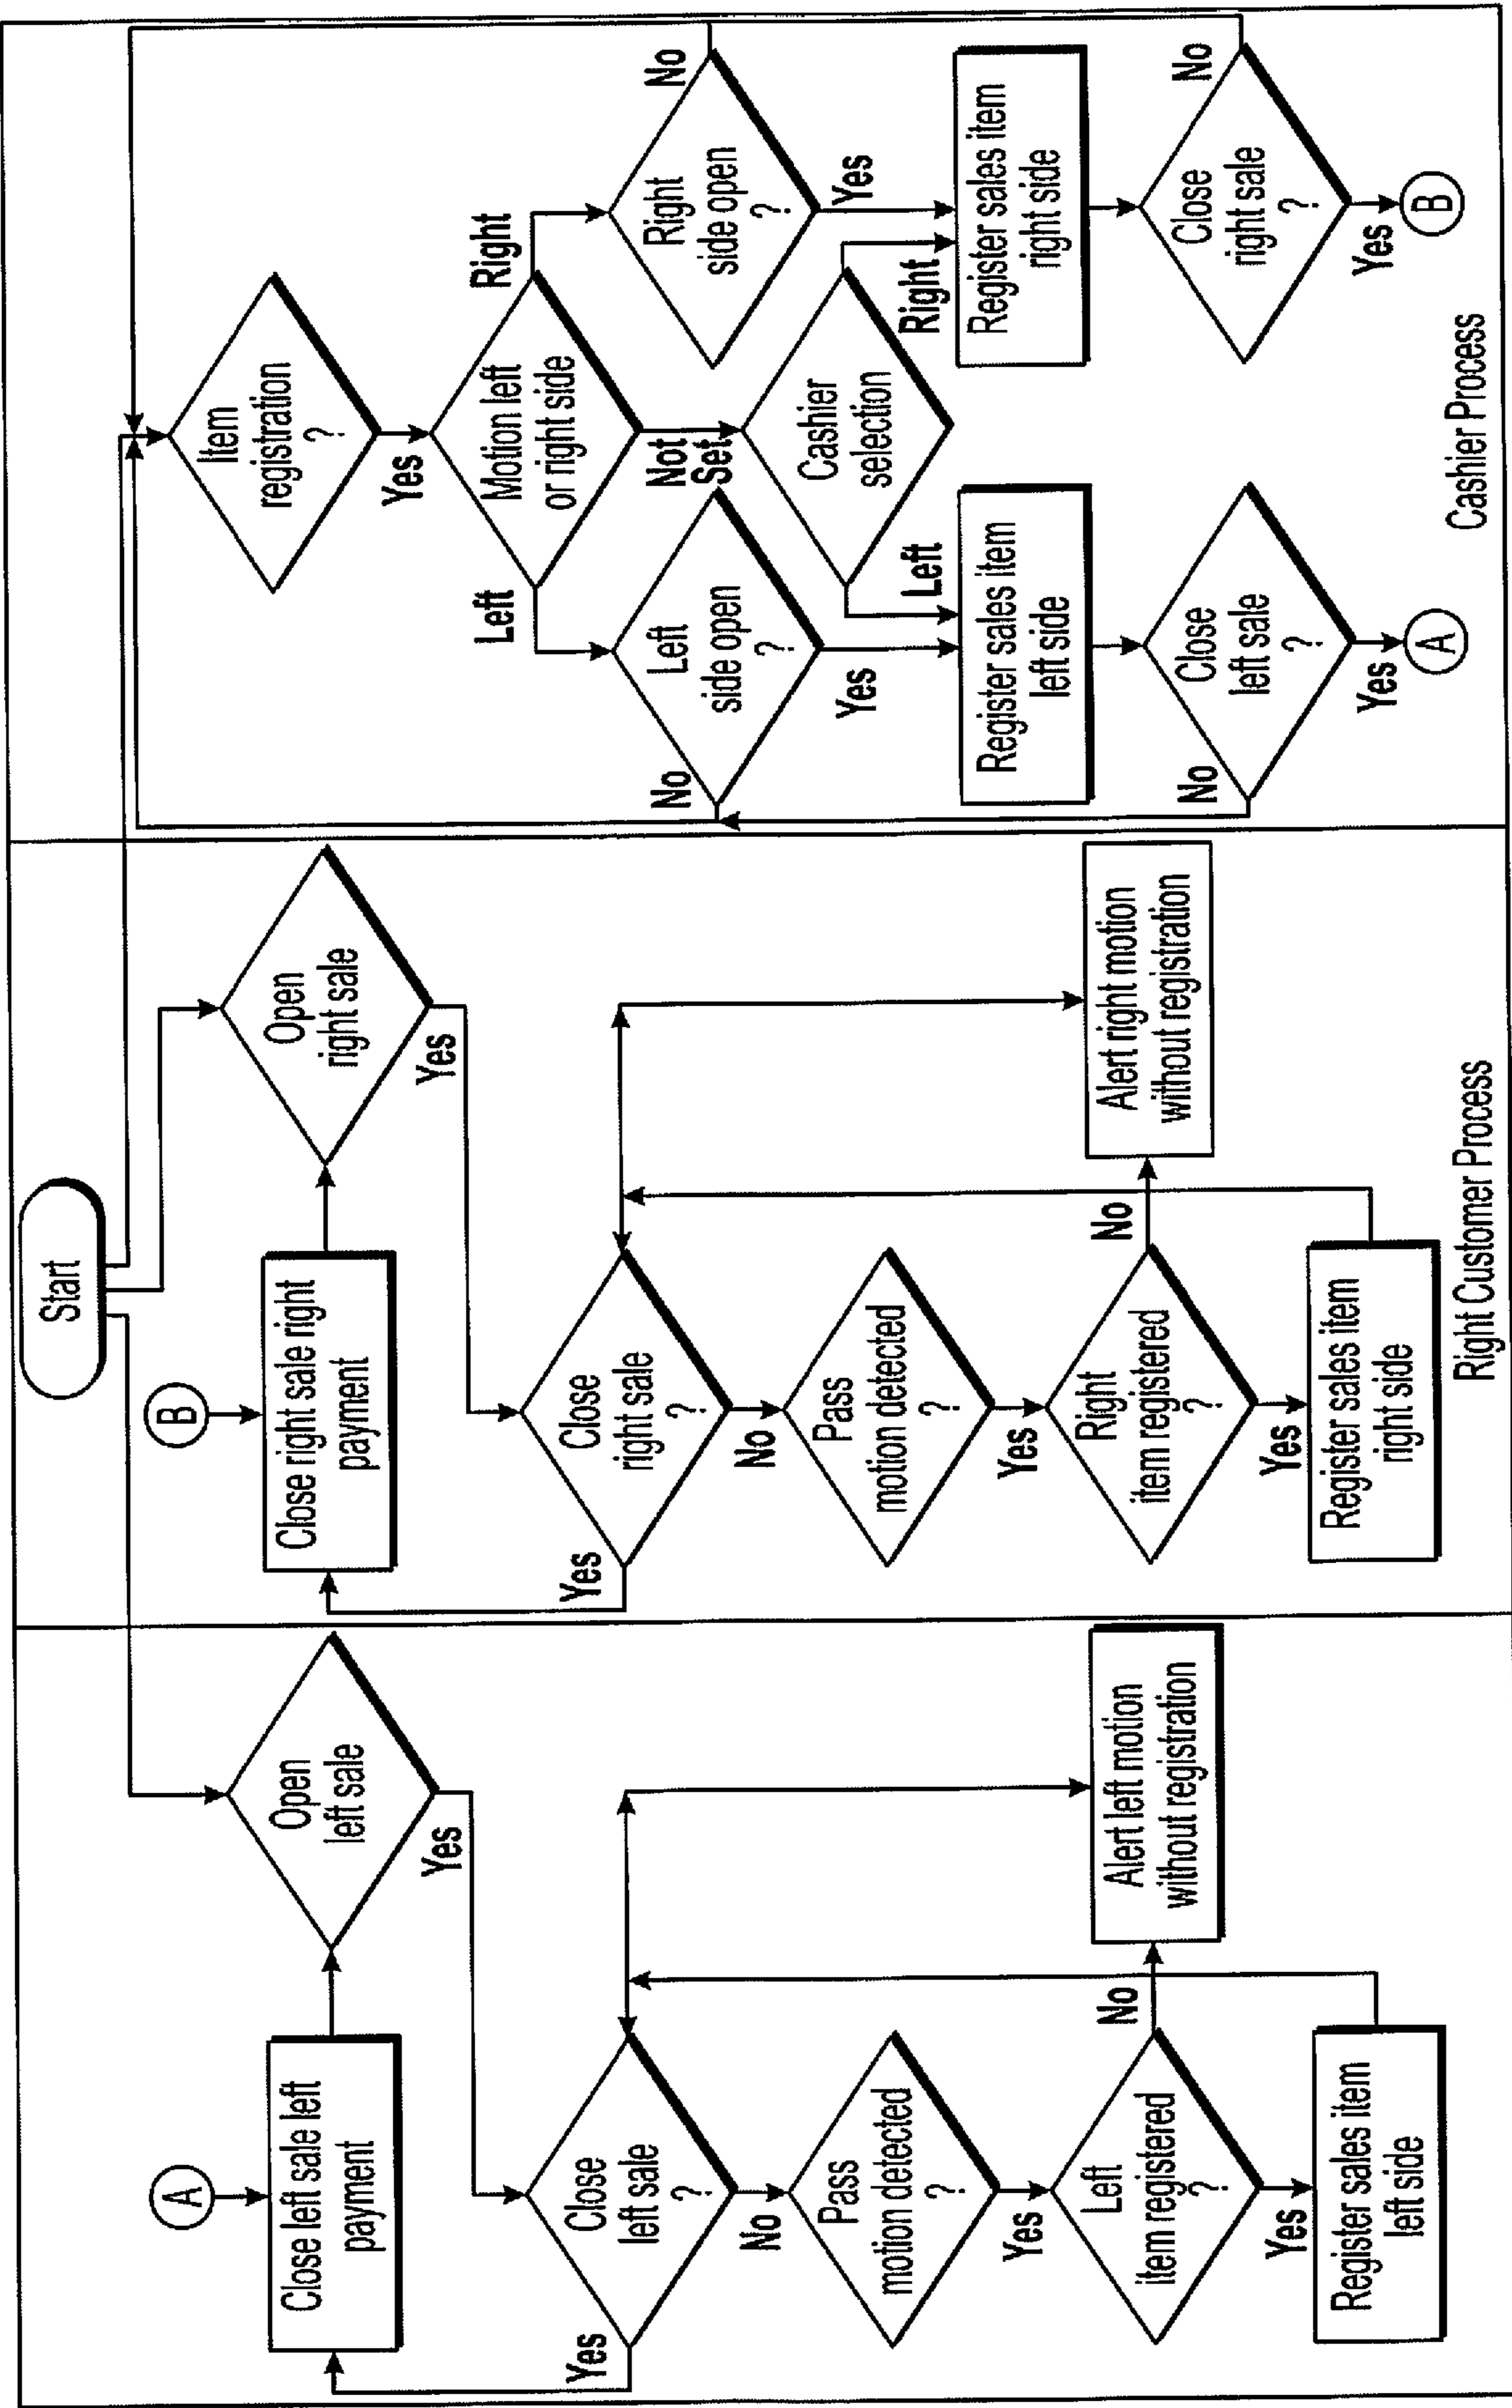 Start
A
Close left sale left
payment
Open
left sale
Yes
Close
left sale
?
Yes
No
Pass
motion detected
?
Yes
Left
item registered
?
No
Alert left motion
without registration
Yes
Register sales item
left side
B
Close right sale right
payment
Open
right sale
Yes
Close
right sale
?
Yes
No
Pass
motion detected
?
Yes
Right
item registered
?
No
Alert right motion
without registration
Yes
Register sales item
right side
Right Customer Process
Item
registration
?
Yes
Motion left
or right side
Left
Right
Not
Set
Left
side open
?
No
Yes
Cashier
selection
Left
Right
Right
side open
?
No
Yes
Register sales item
left side
Register sales item
right side
Close
left sale
?
No
Yes
A
Close
right sale
?
No
Yes
B
Cashier Process